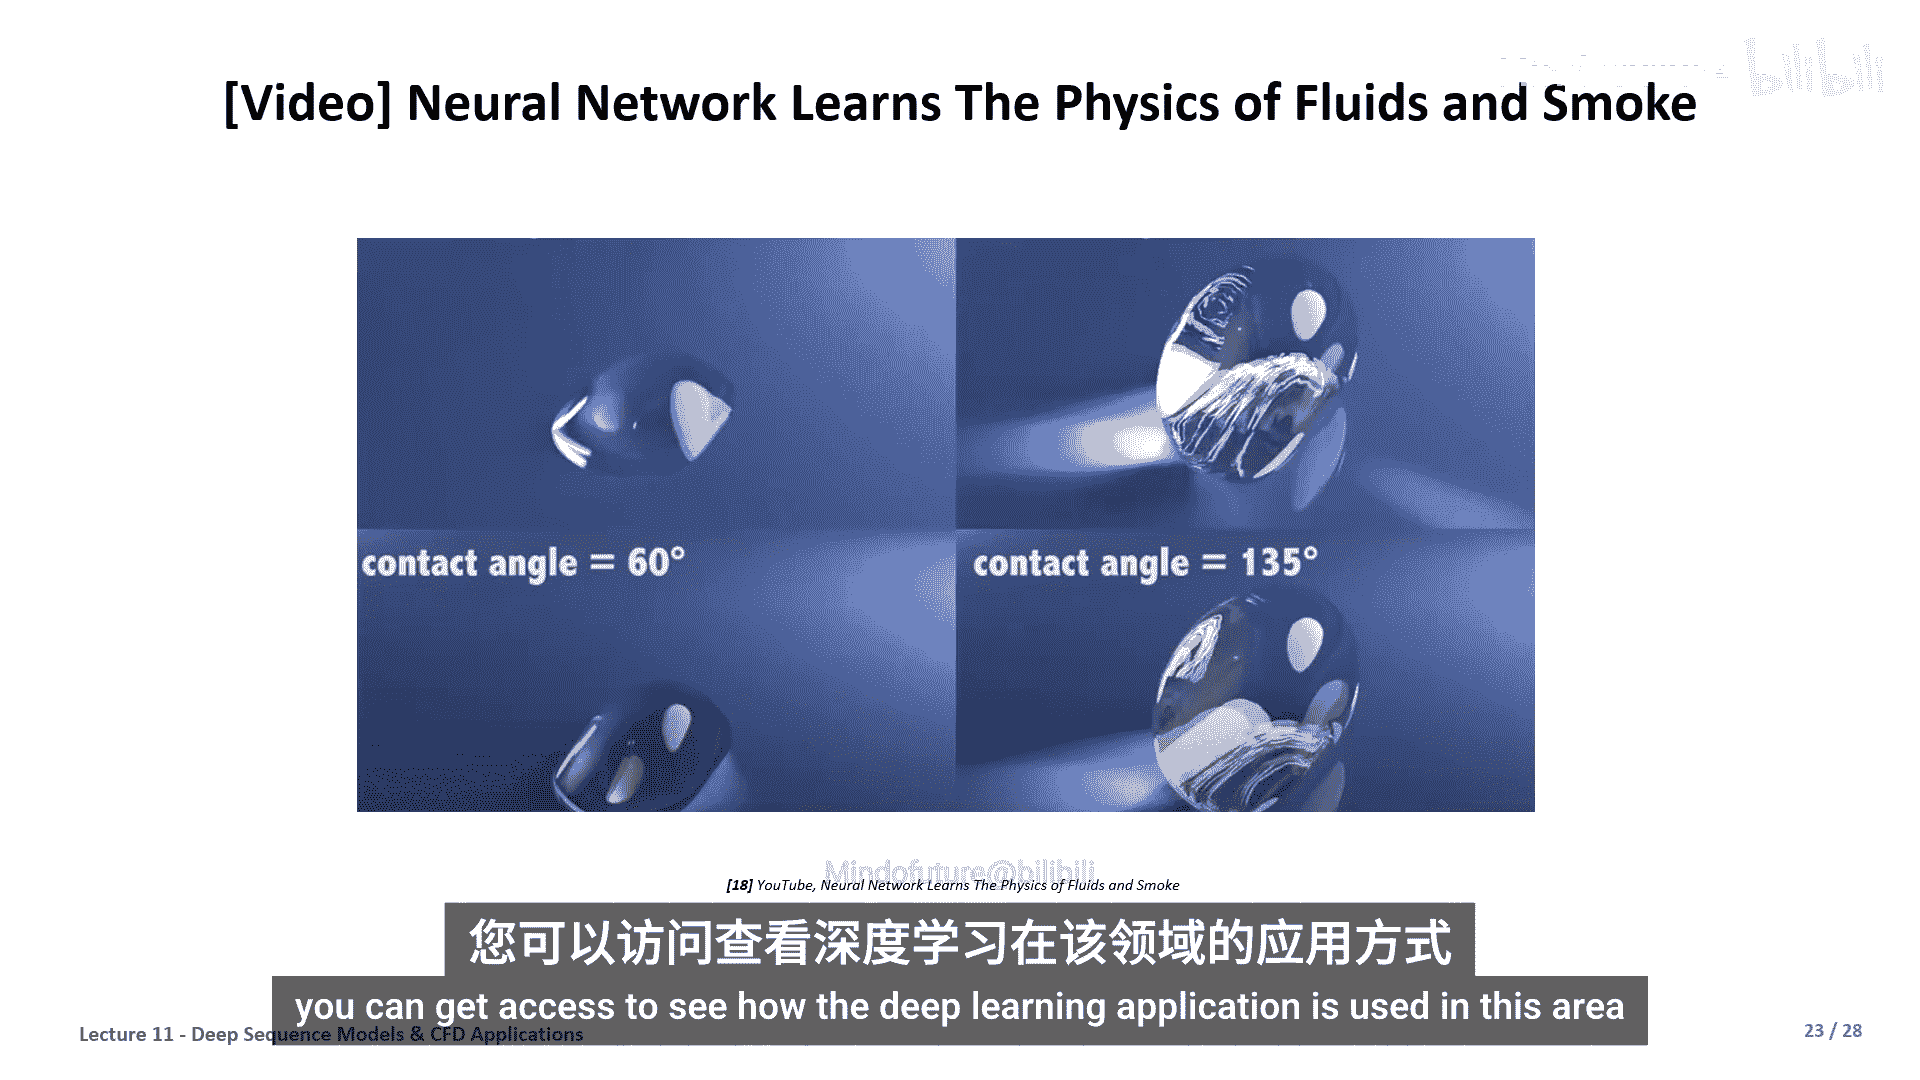 bilibili
[Video] Neural Network Learns The Physics of Fluids and Smoke
contact angle = 60°
contact angle = 135°
Mindofuture@bilibili
[18] YouTube, Neural Network Learns The Physics of Fluids and Smoke
您可以访问查看深度学习在该领域的应用方式
you can get access to see how the deep learning application is used in this area
Lecture 11 - Deep Sequence Models & CFD Applications
23 / 28